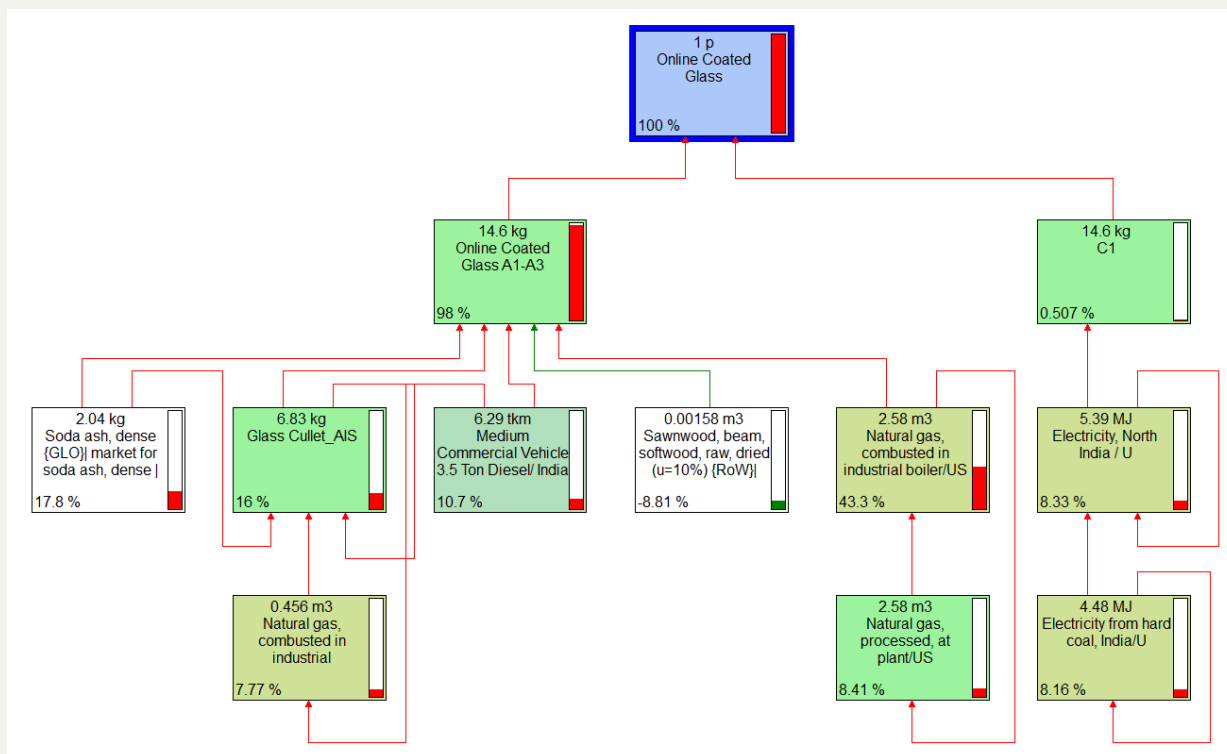 1 p
Online Coated
Glass
100 %
14.6 kg
Online Coated
Glass A1-A3
98 %
14.6 kg
C1
0.507 %
2.04 kg
Soda ash, dense
{GLO}| market for
soda ash, dense |
17.8 %
6.83 kg
Glass Cullet_AIS
16 %
6.29 tkm
Medium
Commercial Vehicle
3.5 Ton Diesel/ India
10.7 %
0.00158 m3
Sawnwood, beam,
softwood, raw, dried
(u=10%) {RoW}|
-8.81 %
2.58 m3
Natural gas,
combusted in
industrial boiler/US
43.3 %
5.39 MJ
Electricity, North
India / U
8.33 %
0.456 m3
Natural gas,
combusted in
industrial
7.77 %
2.58 m3
Natural gas,
processed, at
plant/US
8.41 %
4.48 MJ
Electricity from hard
coal, India/U
8.16 %